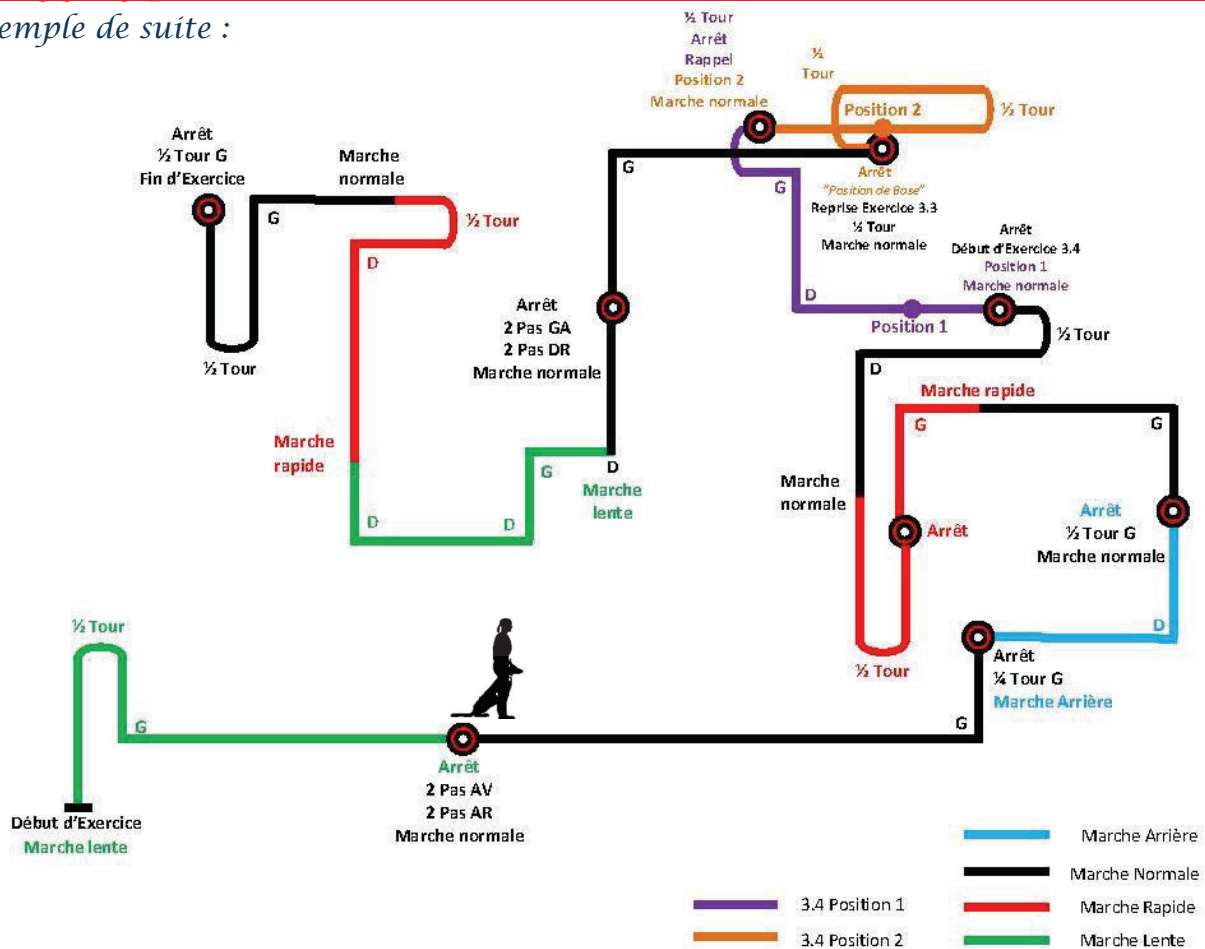 emple de suite :
½ Tour
Arrêt
Rappel
Position 2
Marche normale
½
Tour
Position 2
½ Tour
Arrêt
½ Tour G
Fin d'Exercice
Marche
normale
G
½ Tour
D
½ Tour
G
G
Arrêt
"Position de Base"
Reprise Exercice 3.3
½ Tour
Marche normale
Arrêt
Début d'Exercice 3.4
Position 1
Marche normale
D
Position 1
½ Tour
Arrêt
2 Pas GA
2 Pas DR
Marche normale
D
Marche rapide
G
G
Marche
rapide
G
D
Marche
lente
D
D
Marche
normale
Arrêt
Arrêt
½ Tour G
Marche normale
½ Tour
D
½ Tour
Arrêt
¼ Tour G
Marche Arrière
G
G
Arrêt
2 Pas AV
2 Pas AR
Marche normale
Début d'Exercice
Marche lente
Marche Arrière
Marche Normale
3.4 Position 1
Marche Rapide
3.4 Position 2
Marche Lente